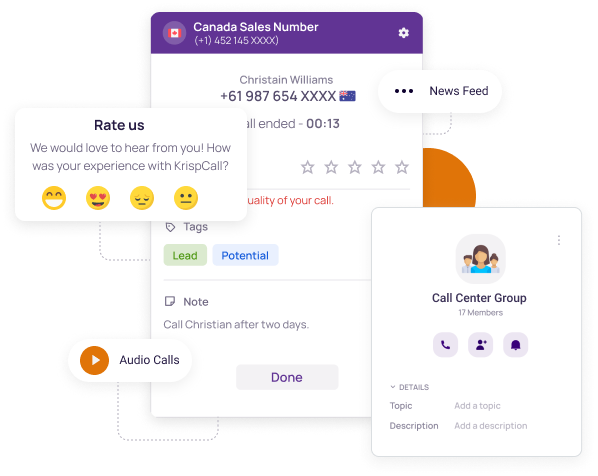 Canada Sales Number
(+1) 452 145 XXXX)
Christain Williams
+61 987 654 XXXX
News Feed
Call ended - 00:13
Rate us
We would love to hear from you! How
was your experience with KrispCall?
uality of your call.
Tags
Lead
Potential
Note
Call Christian after two days.
Audio Calls
Done
Call Center Group
17 Members
DETAILS
Topic Add a topic
Description Add a description